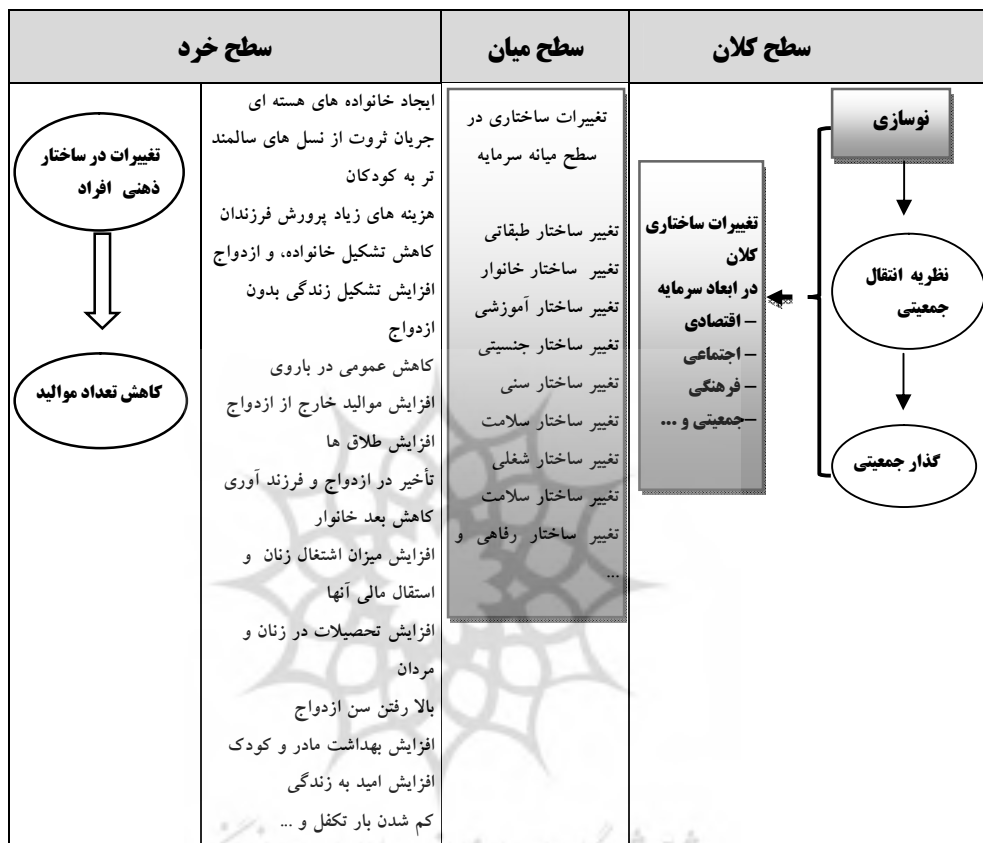 سطح کلان
سطح میان
سطح خرد
نوسازی
نظریه انتقال
جمعیتی
گذار جمعیتی
تغییرات ساختاری
کلان
در ابعاد سرمایه
– اقتصادی
– اجتماعی
– فرهنگی
–جمعیتی و ...
تغییرات ساختاری در
سطح میانه سرمایه
تغییر ساختار طبقاتی
تغییر ساختار خانوار
تغییر ساختار آموزشی
تغییر ساختار جنسیتی
تغییر ساختار سنی
تغییر ساختار سلامت
تغییر ساختار شغلی
تغییر ساختار سلامت
تغییر ساختار رفاهی و
...
ایجاد خانواده های هسته ای
جریان ثروت از نسل های سالمند
تر به کودکان
هزینه های زیاد پرورش فرزندان
کاهش تشکیل خانواده، و ازدواج
افزایش تشکیل زندگی بدون
ازدواج
کاهش عمومی در باروی
افزایش موالید خارج از ازدواج
افزایش طلاق ها
تأخیر در ازدواج و فرزند آوری
کاهش بعد خانوار
افزایش میزان اشتغال زنان و
استقال مالی آنها
افزایش تحصیلات در زنان و
مردان
بالا رفتن سن ازدواج
افزایش بهداشت مادر و کودک
افزایش امید به زندگی
کم شدن بار تکفل و ...
تغییرات در ساختار
ذهنی افراد
کاهش تعداد موالید